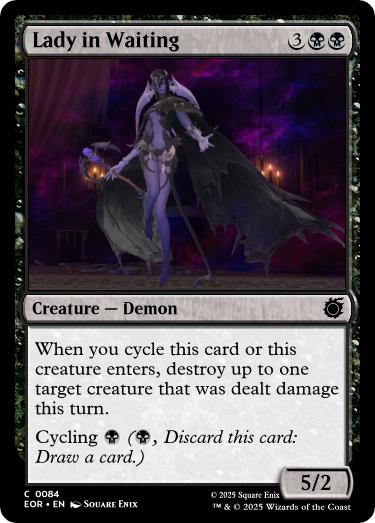 Lady in Waiting 3
Creature — Demon
When you cycle this card or this
creature enters, destroy up to one
target creature that was dealt damage
this turn.
Cycling (, Discard this card:
Draw a card.)
5/2
C 0084
EOR • EN SQUARE ENIX
© 2025 Square Enix
™ & © 2025 Wizards of the Coast